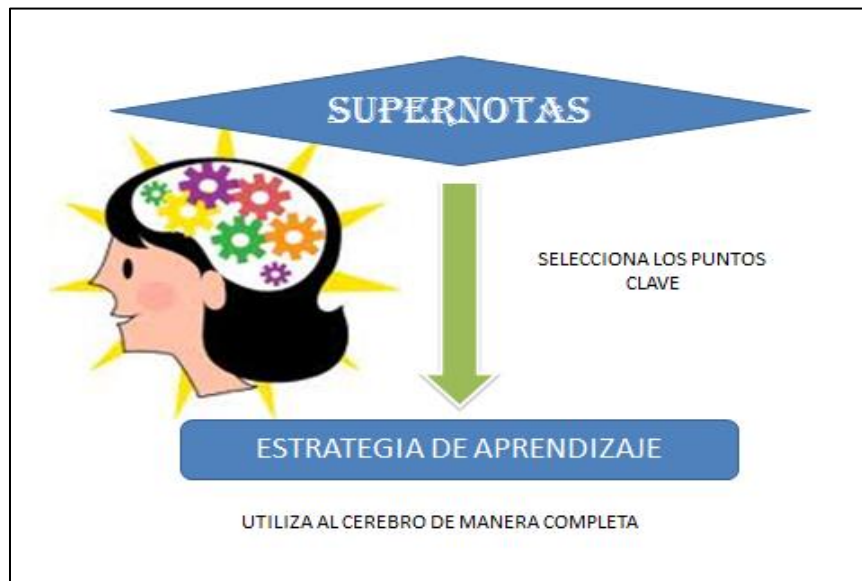 SUPERNOTAS
SELECCIONA LOS PUNTOS
CLAVE
ESTRATEGIA DE APRENDIZAJE
UTILIZA AL CEREBRO DE MANERA COMPLETA